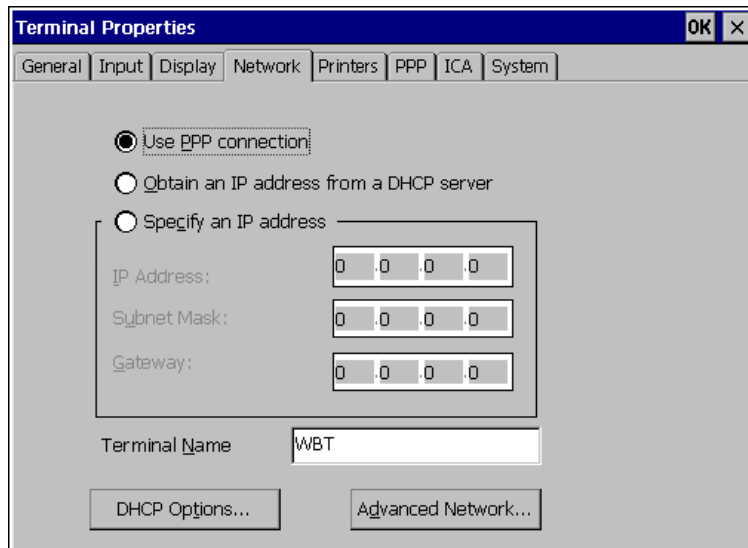 Terminal Properties OK ×
General Input Display Network Printers PPP ICA System
Use PPP connection
Obtain an IP address from a DHCP server
Specify an IP address
IP Address: 0 .0 .0 .0
Subnet Mask: 0 .0 .0 .0
Gateway: 0 .0 .0 .0
Terminal Name WBT
DHCP Options... Advanced Network...